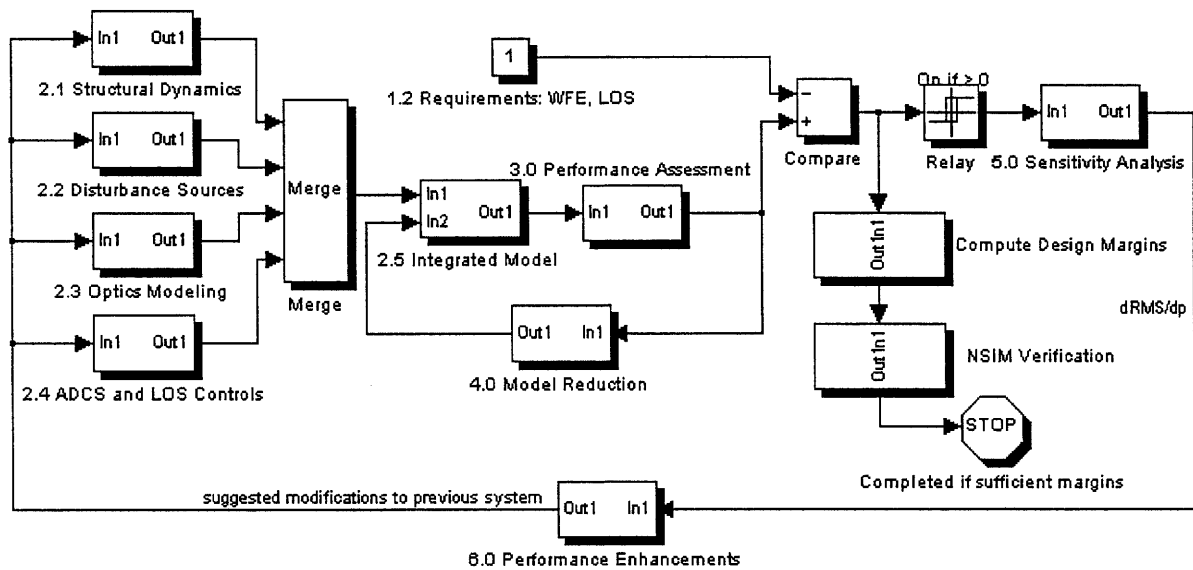 In1 Out1
2.1 Structural Dynamics
In1 Out1
2.2 Disturbance Sources
In1 Out1
2.3 Optics Modeling
In1 Out1
2.4 ADCS and LOS Controls
Merge
Merge
1
1.2 Requirements: WFE, LOS
In1
In2
Out1
2.5 Integrated Model
3.0 Performance Assessment
In1 Out1
Out1 In1
4.0 Model Reduction
−
+
Compare
On if > 0
Relay
In1 Out1
5.0 Sensitivity Analysis
Out1 In1
Compute Design Margins
dRMS/dp
Out1 In1
NSIM Verification
STOP
Completed if sufficient margins
suggested modifications to previous system
Out1 In1
6.0 Performance Enhancements